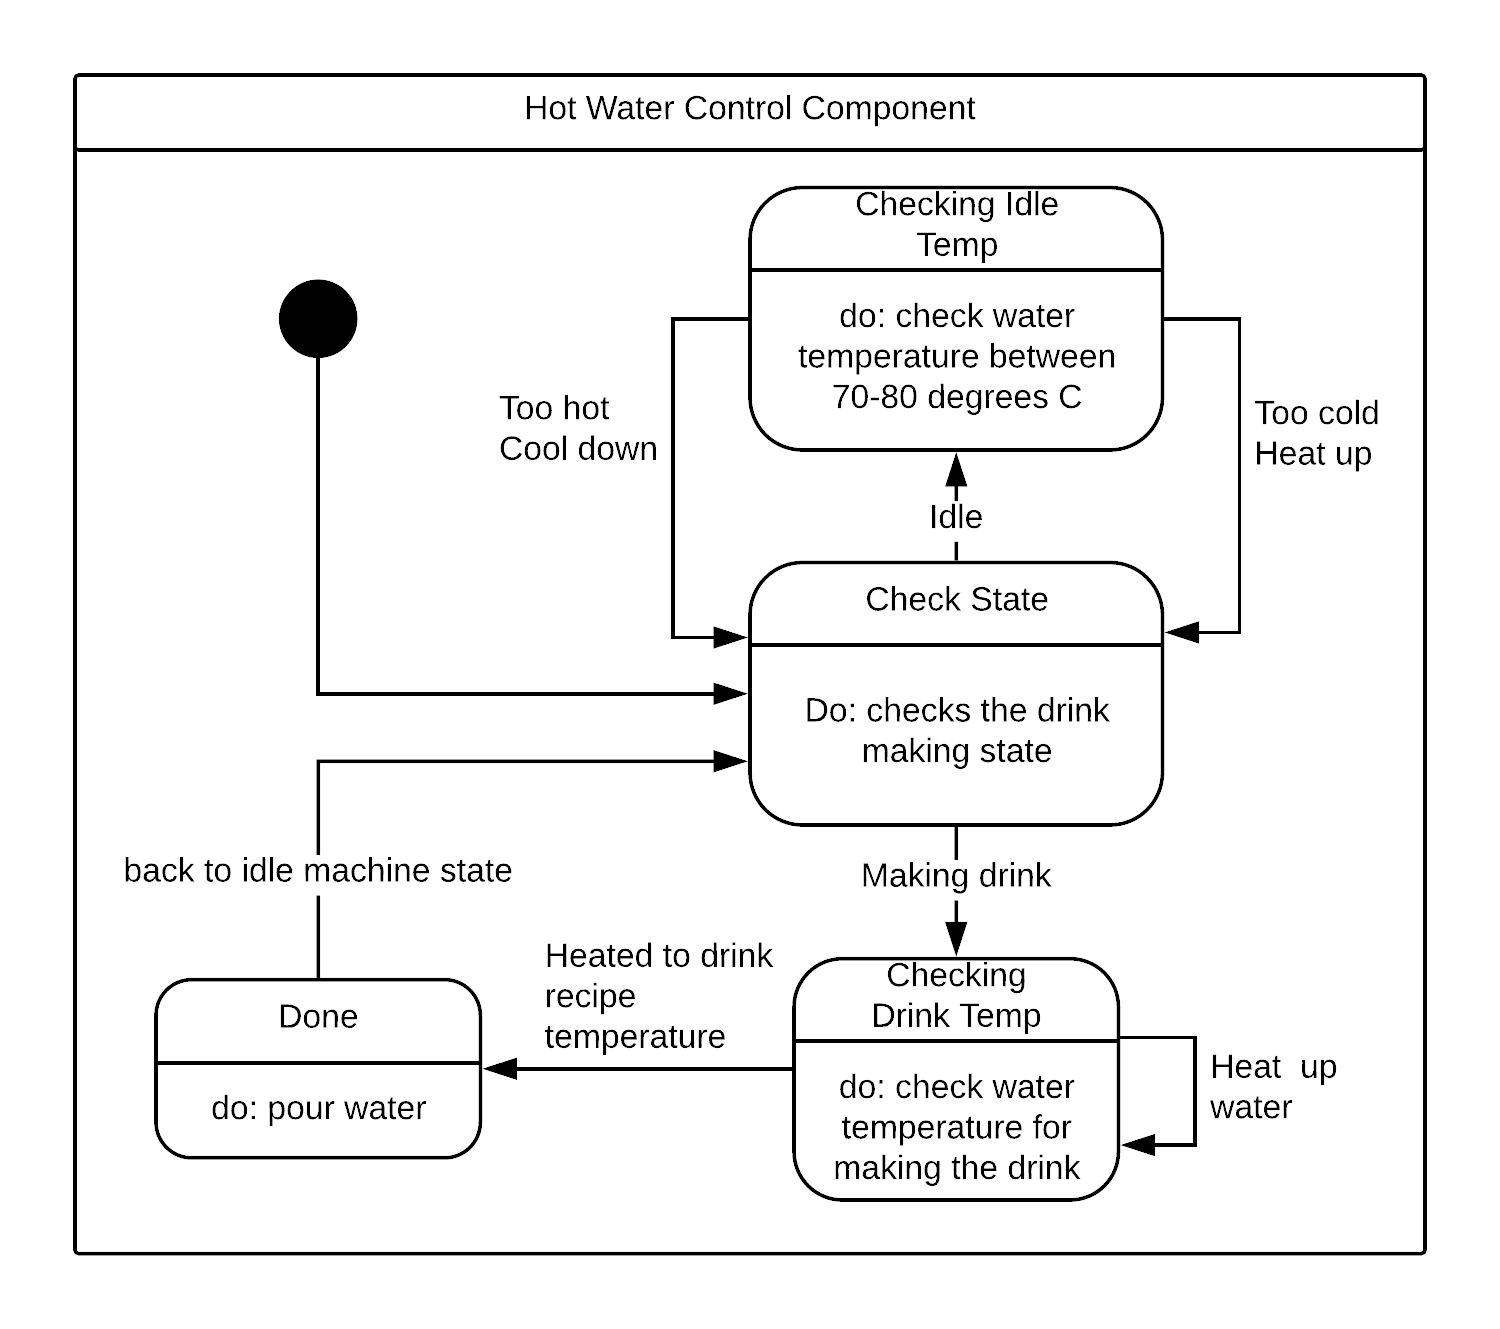 Hot Water Control Component
Checking Idle
Temp
do: check water
temperature between
70-80 degrees C
Too hot
Cool down
Too cold
Heat up
Idle
Check State
Do: checks the drink
making state
back to idle machine state
Making drink
Heated to drink
recipe
temperature
Checking
Drink Temp
do: check water
temperature for
making the drink
Heat  up
water
Done
do: pour water